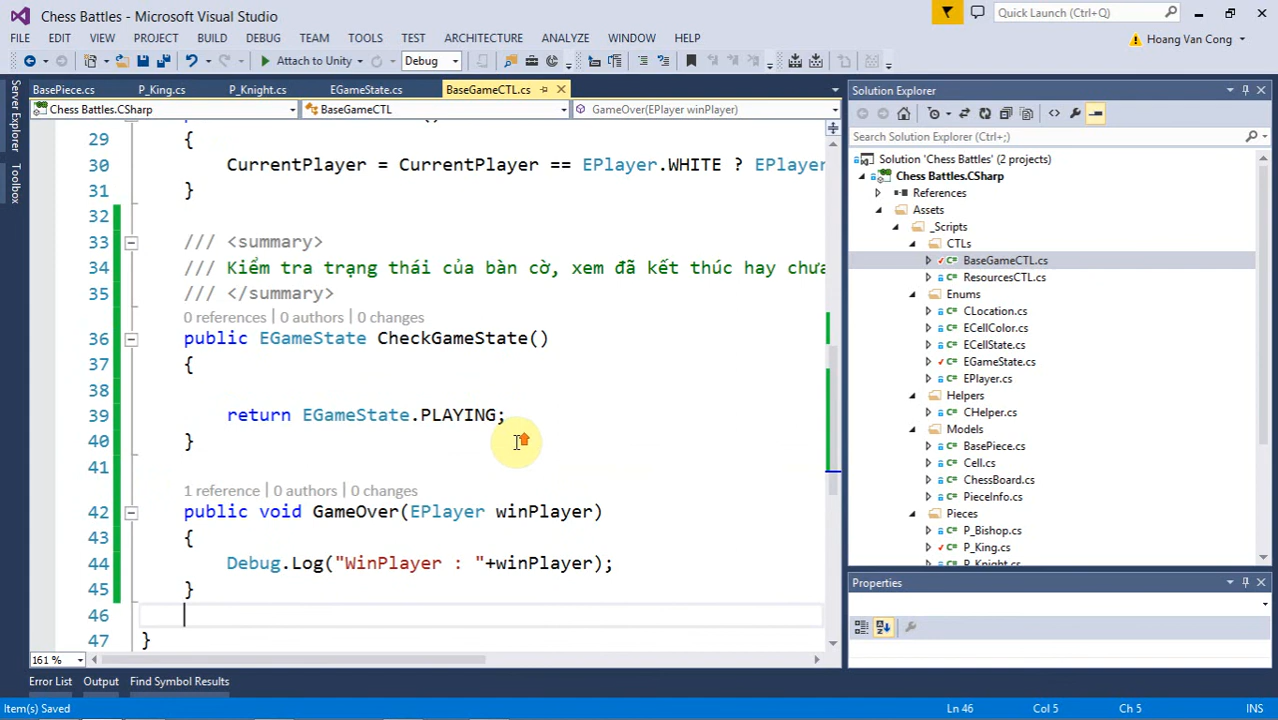 Chess Battles - Microsoft Visual Studio
Quick Launch (Ctrl+Q)
FILE EDIT VIEW PROJECT BUILD DEBUG TEAM TOOLS TEST ARCHITECTURE ANALYZE WINDOW HELP
Hoang Van Cong
Attach to Unity Debug
Server Explorer
Toolbox
BasePiece.cs P_King.cs P_Knight.cs EGameState.cs BaseGameCTL.cs
Chess Battles.CSharp BaseGameCTL GameOver(EPlayer winPlayer)
29 {
30 CurrentPlayer = CurrentPlayer == EPlayer.WHITE ? EPlayer
31 }
32
33 /// <summary>
34 /// Kiểm tra trạng thái của bàn cờ, xem đã kết thúc hay chưa
35 /// </summary>
0 references | 0 authors | 0 changes
36 public EGameState CheckGameState()
37 {
38
39 return EGameState.PLAYING;
40 }
41
1 reference | 0 authors | 0 changes
42 public void GameOver(EPlayer winPlayer)
43 {
44 Debug.Log("WinPlayer : "+winPlayer);
45 }
46
47 }
161 %
Solution Explorer
Search Solution Explorer (Ctrl+;)
Solution 'Chess Battles' (2 projects)
Chess Battles.CSharp
References
Assets
_Scripts
CTLs
BaseGameCTL.cs
ResourcesCTL.cs
Enums
CLocation.cs
ECellColor.cs
ECellState.cs
EGameState.cs
EPlayer.cs
Helpers
CHelper.cs
Models
BasePiece.cs
Cell.cs
ChessBoard.cs
PieceInfo.cs
Pieces
P_Bishop.cs
P_King.cs
P_Knight.cs
Properties
Error List Output Find Symbol Results
Item(s) Saved Ln 46 Col 5 Ch 5 INS